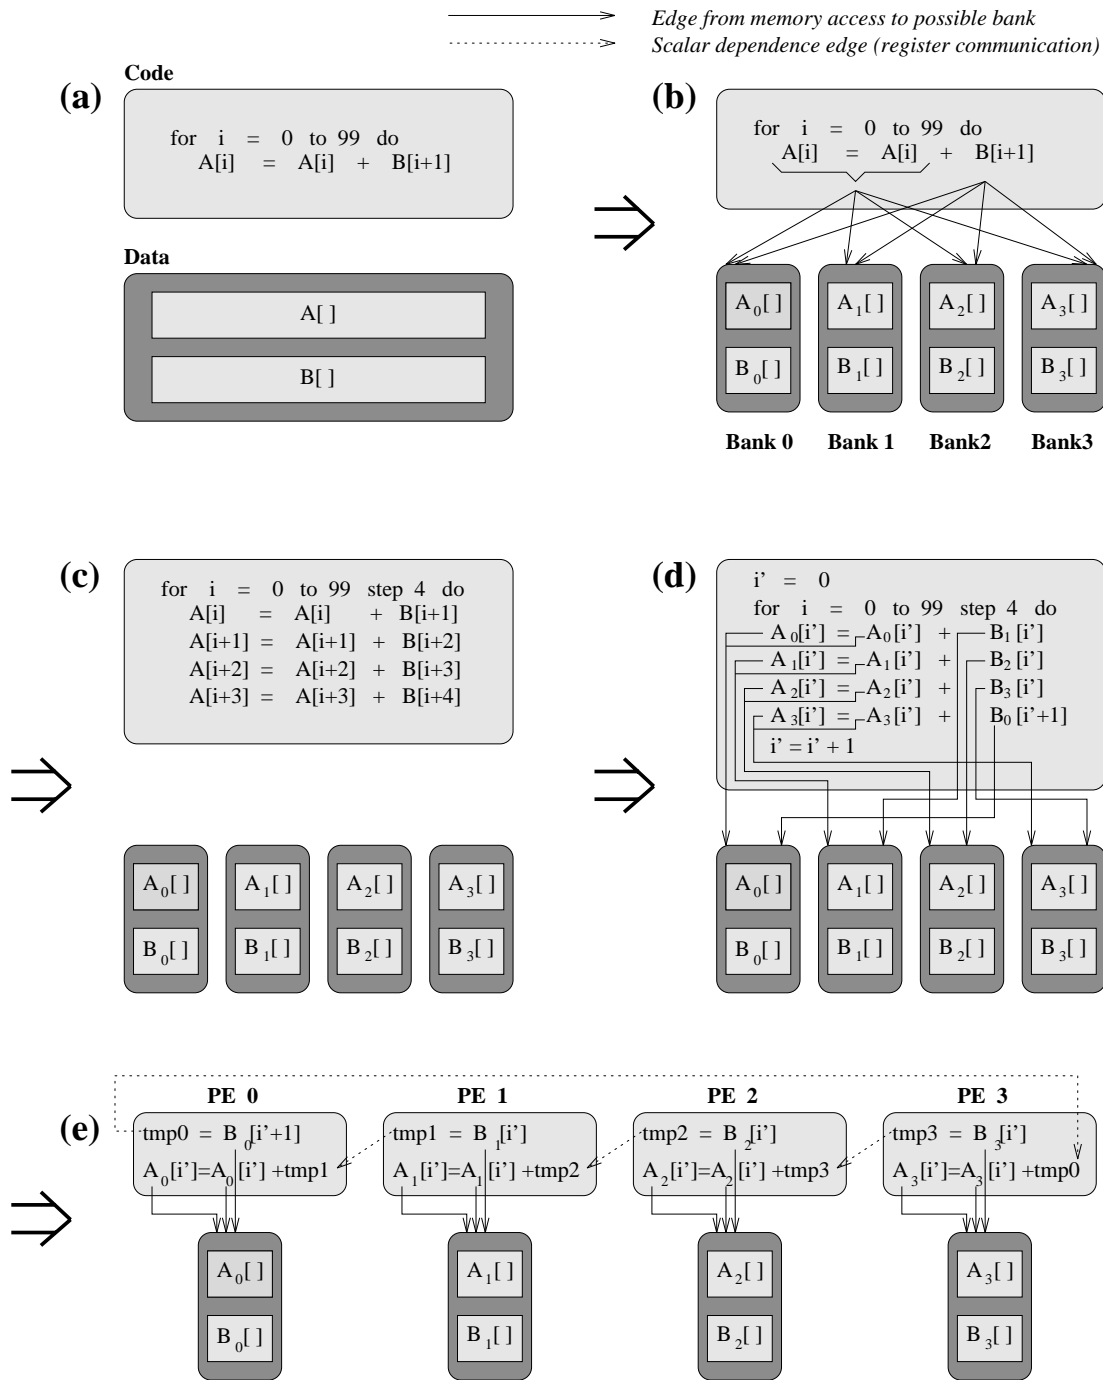 Edge from memory access to possible bank
Scalar dependence edge (register communication)
Code
(a)
for i = 0 to 99 do
A[i] = A[i] + B[i+1]
Data
A[ ]
B[ ]
(b)
for i = 0 to 99 do
A[i] = A[i] + B[i+1]
A0[ ] A1[ ] A2[ ] A3[ ]
B0[ ] B1[ ] B2[ ] B3[ ]
Bank 0 Bank 1 Bank2 Bank3
(c)
for i = 0 to 99 step 4 do
A[i] = A[i] + B[i+1]
A[i+1] = A[i+1] + B[i+2]
A[i+2] = A[i+2] + B[i+3]
A[i+3] = A[i+3] + B[i+4]
A0[ ] A1[ ] A2[ ] A3[ ]
B0[ ] B1[ ] B2[ ] B3[ ]
(d)
i' = 0
for i = 0 to 99 step 4 do
A0[i'] = A0[i'] + B1[i']
A1[i'] = A1[i'] + B2[i']
A2[i'] = A2[i'] + B3[i']
A3[i'] = A3[i'] + B0[i'+1]
i' = i' + 1
A0[ ] A1[ ] A2[ ] A3[ ]
B0[ ] B1[ ] B2[ ] B3[ ]
(e)
PE 0 PE 1 PE 2 PE 3
tmp0 = B0[i'+1] tmp1 = B1[i'] tmp2 = B2[i'] tmp3 = B3[i']
A0[i']=A0[i'] +tmp1 A1[i']=A1[i'] +tmp2 A2[i']=A2[i'] +tmp3 A3[i']=A3[i'] +tmp0
A0[ ] A1[ ] A2[ ] A3[ ]
B0[ ] B1[ ] B2[ ] B3[ ]